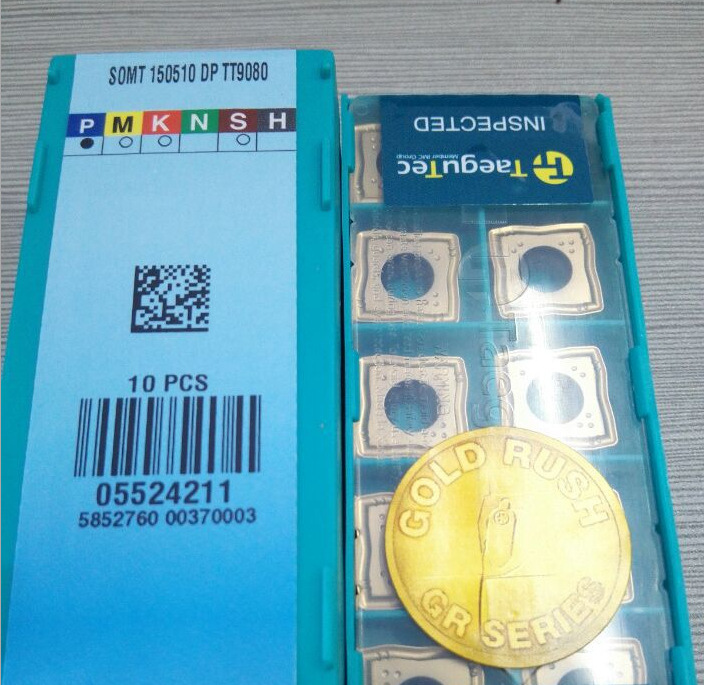 SOMT 150510 DP TT9080
P M K N S H
10 PCS
05524211
5852760 00370003
INSPECTED
TaeguTec
Member IMC Group
GOLD RUSH
GR SERIES